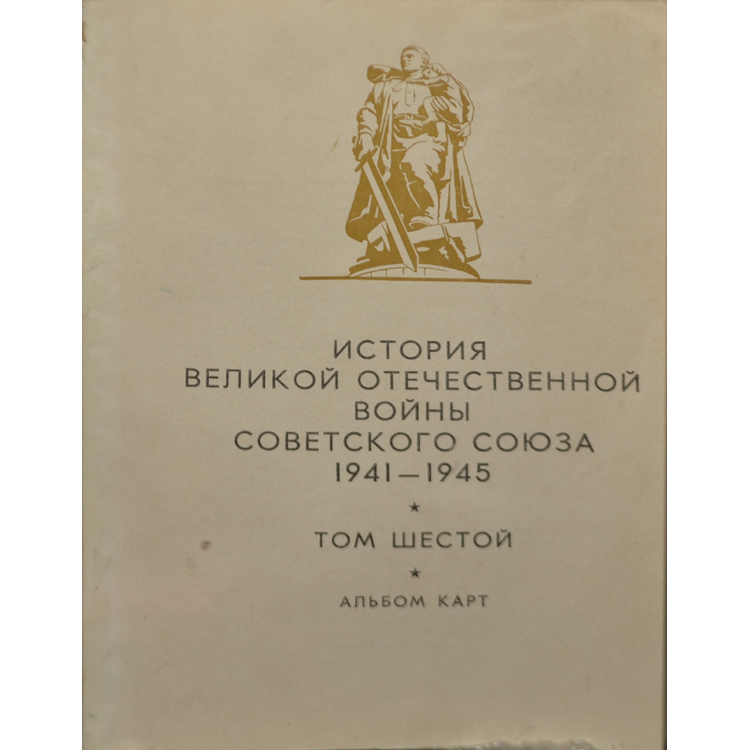 ИСТОРИЯ
ВЕЛИКОЙ ОТЕЧЕСТВЕННОЙ
ВОЙНЫ
СОВЕТСКОГО СОЮЗА
1941—1945
★
ТОМ ШЕСТОЙ
★
АЛЬБОМ КАРТ